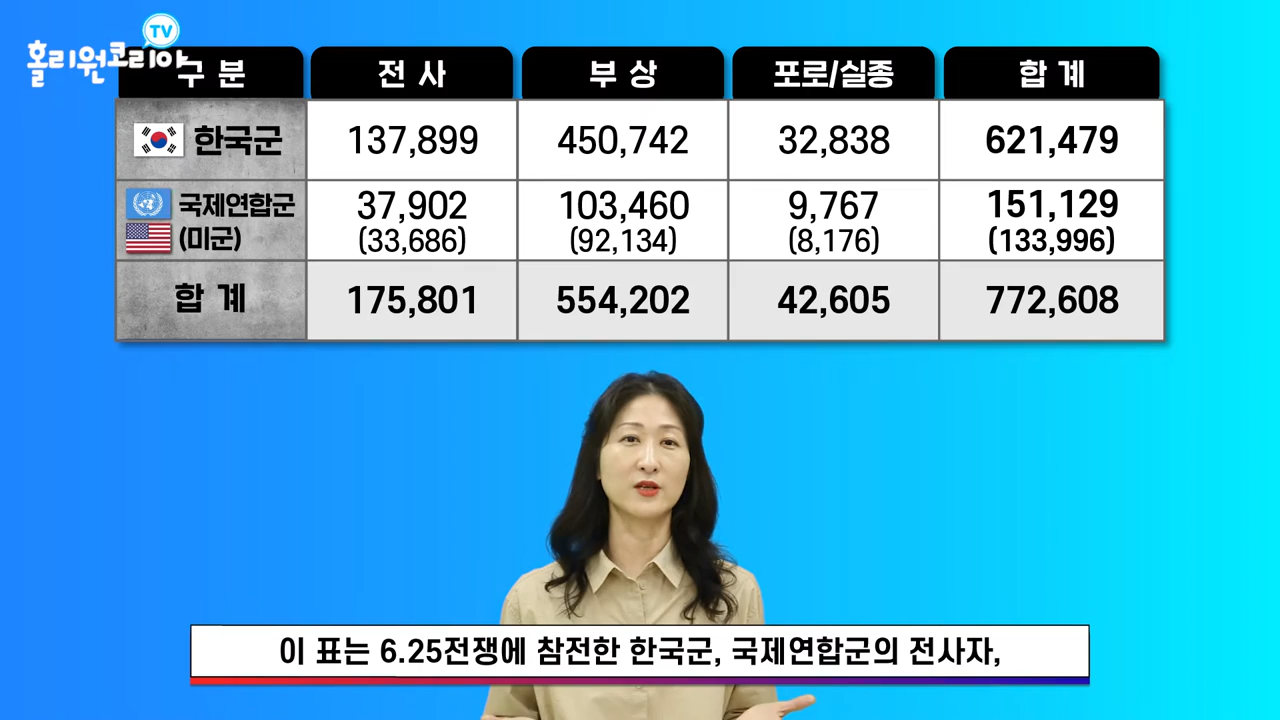 홀리원코리아 TV
구 분 전 사 부 상 포로/실종 합 계
한국군 137,899 450,742 32,838 621,479
국제연합군 37,902 103,460 9,767 151,129
(미군) (33,686) (92,134) (8,176) (133,996)
합 계 175,801 554,202 42,605 772,608
이 표는 6.25전쟁에 참전한 한국군, 국제연합군의 전사자,